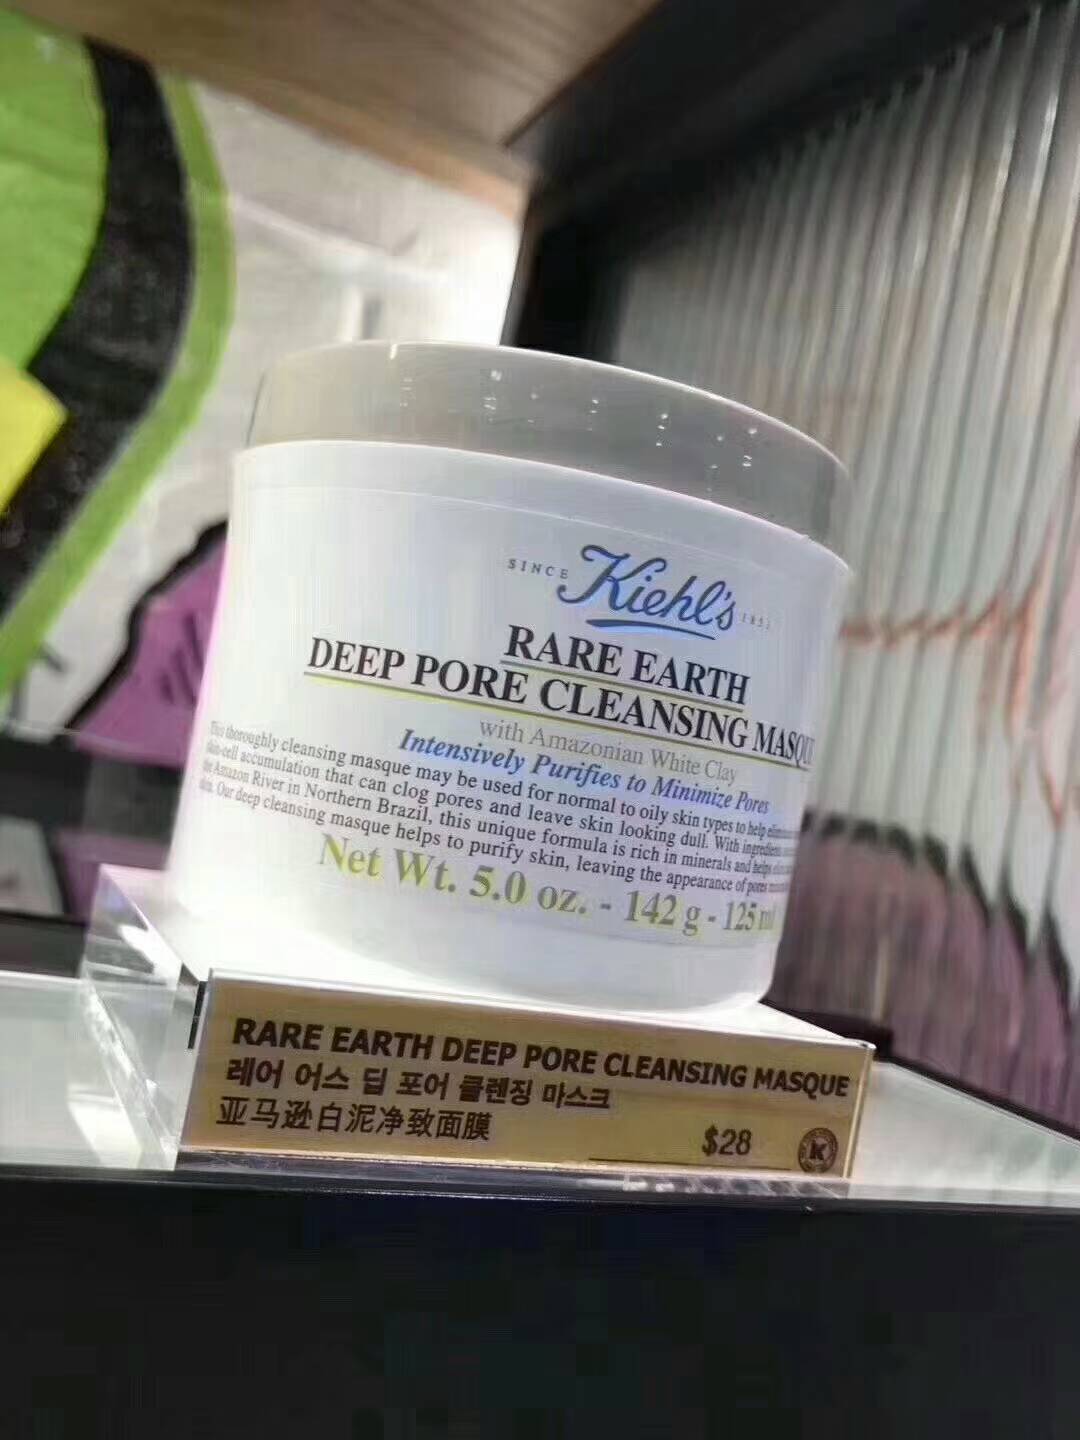 SINCE Kiehl's 1851
RARE EARTH
DEEP PORE CLEANSING MASQU
with Amazonian White Clay
Intensively Purifies to Minimize Pores
This thoroughly cleansing masque may be used for normal to oily skin types to help
skin-cell accumulation that can clog pores and leave skin looking dull. With
the Amazon River in Northern Brazil, this unique formula is rich in minerals and helps
skin. Our deep cleansing masque helps to purify skin, leaving the appearance of pores
Net Wt. 5.0 oz. - 142 g - 125 ml
RARE EARTH DEEP PORE CLEANSING MASQUE
레어 어스 딥 포어 클렌징 마스크
亚马逊白泥净致面膜
$28 K